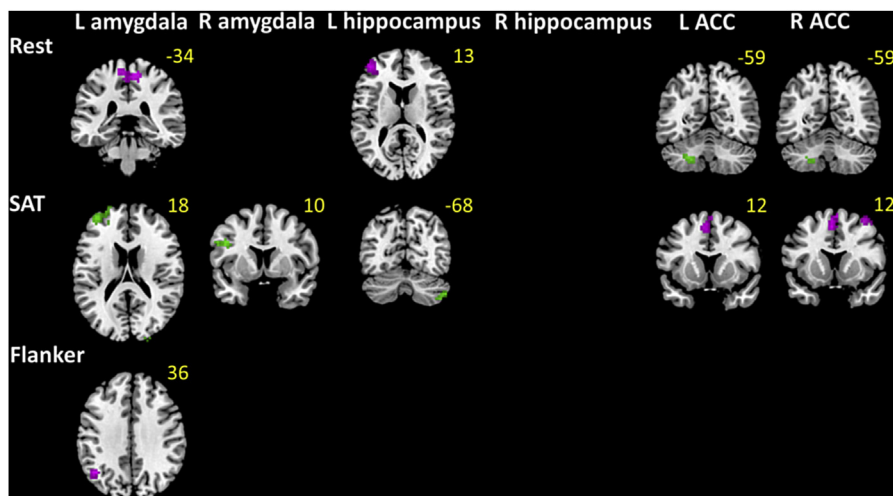 L amygdala R amygdala L hippocampus R hippocampus L ACC R ACC
Rest -34 13 -59 -59
SAT 18 10 -68 12 12
Flanker 36